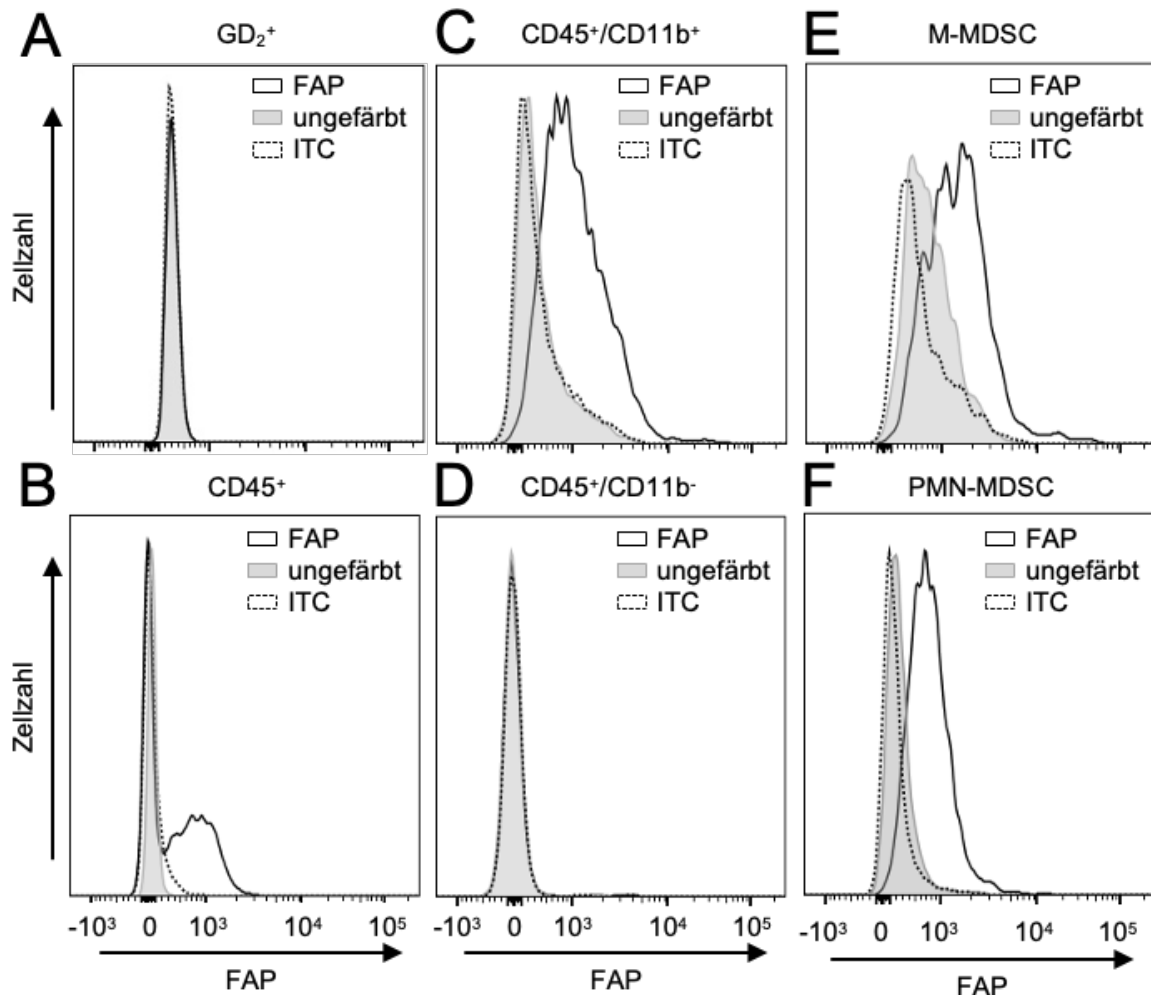 A
GD₂⁺
FAP
ungefärbt
ITC
Zellzahl
C
CD45⁺/CD11b⁺
FAP
ungefärbt
ITC
E
M-MDSC
FAP
ungefärbt
ITC
B
CD45⁺
FAP
ungefärbt
ITC
Zellzahl
-10³ 0 10³ 10⁴ 10⁵
FAP
D
CD45⁺/CD11b⁻
FAP
ungefärbt
ITC
-10³ 0 10³ 10⁴ 10⁵
FAP
F
PMN-MDSC
FAP
ungefärbt
ITC
-10³ 0 10³ 10⁴ 10⁵
FAP